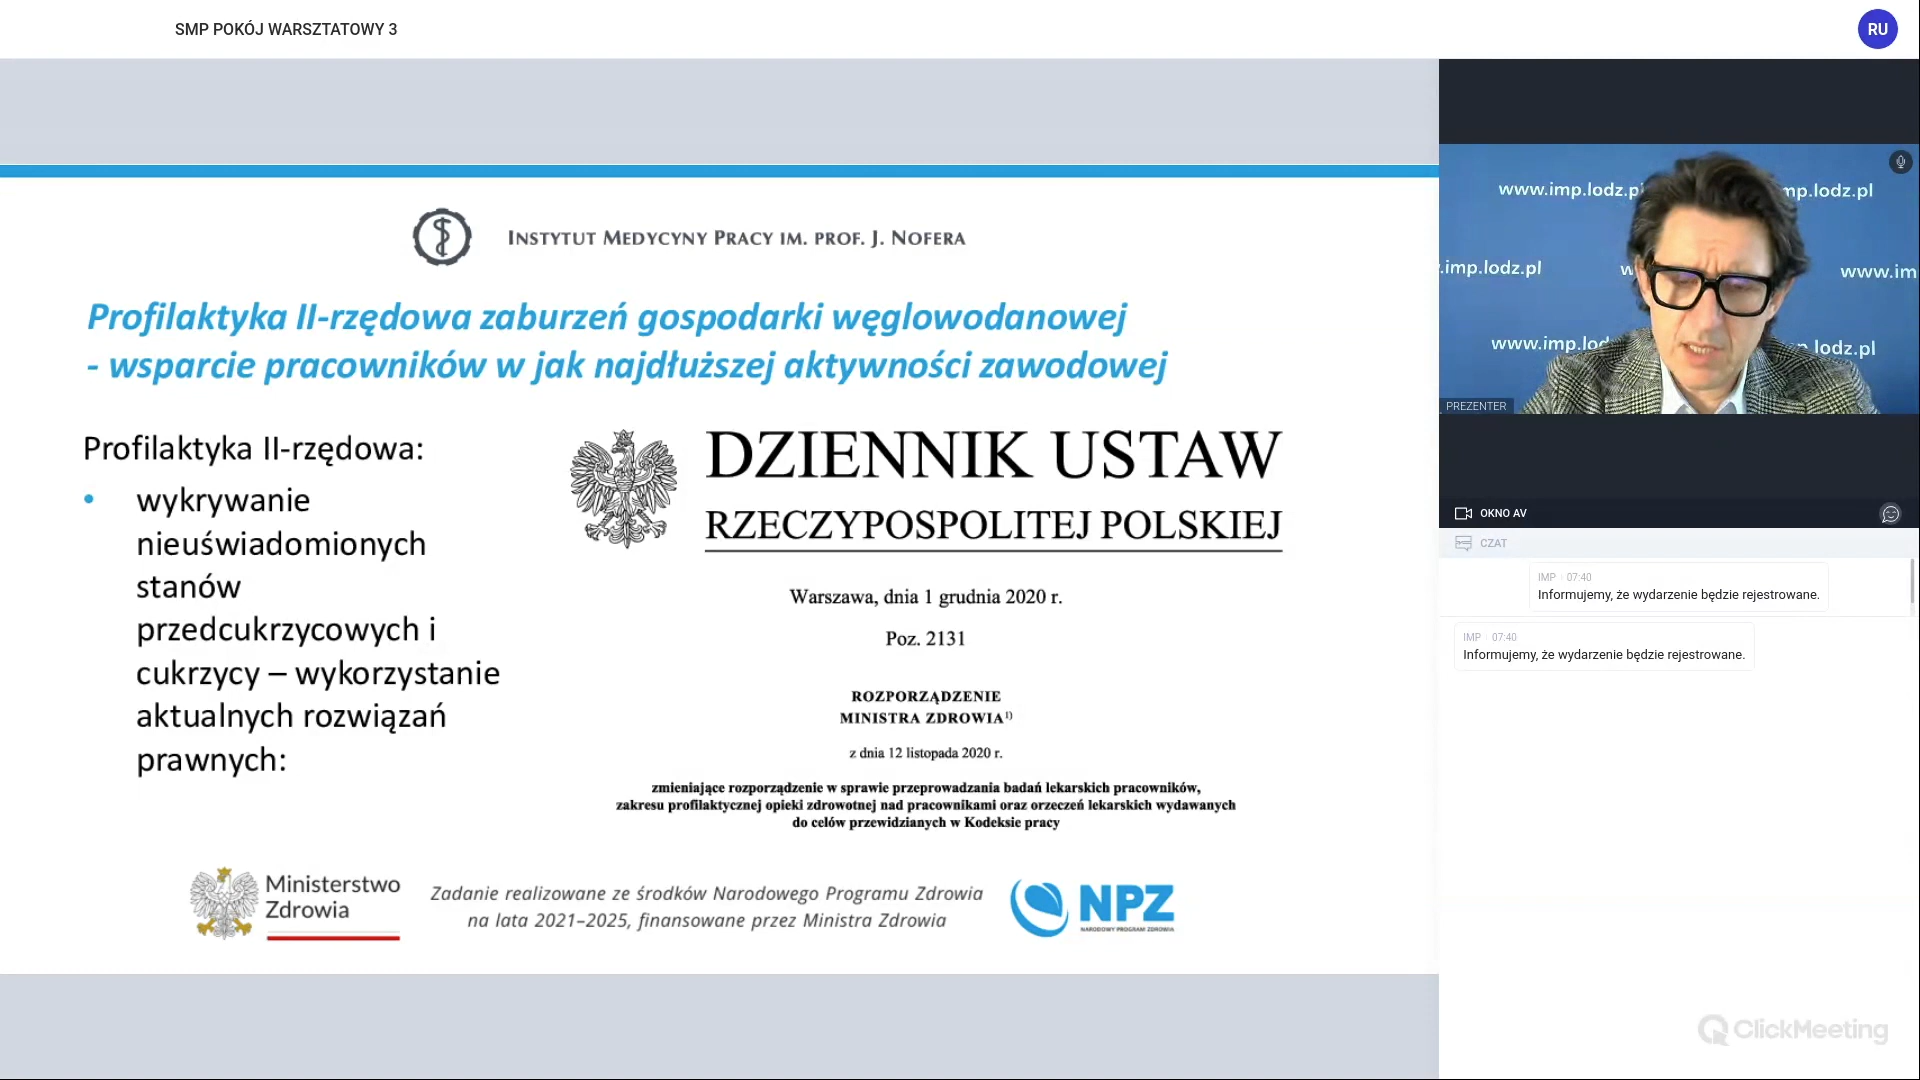 SMP POKÓJ WARSZTATOWY 3
RU
INSTYTUT MEDYCYNY PRACY IM. PROF. J. NOFERA
Profilaktyka II-rzędowa zaburzeń gospodarki węglowodanowej
- wsparcie pracowników w jak najdłuższej aktywności zawodowej
Profilaktyka II-rzędowa:
• wykrywanie
nieuświadomionych
stanów
przedcukrzycowych i
cukrzycy – wykorzystanie
aktualnych rozwiązań
prawnych:
DZIENNIK USTAW
RZECZYPOSPOLITEJ POLSKIEJ
Warszawa, dnia 1 grudnia 2020 r.
Poz. 2131
ROZPORZĄDZENIE
MINISTRA ZDROWIA1)
z dnia 12 listopada 2020 r.
zmieniające rozporządzenie w sprawie przeprowadzania badań lekarskich pracowników,
zakresu profilaktycznej opieki zdrowotnej nad pracownikami oraz orzeczeń lekarskich wydawanych
do celów przewidzianych w Kodeksie pracy
Ministerstwo
Zdrowia
Zadanie realizowane ze środków Narodowego Programu Zdrowia
na lata 2021–2025, finansowane przez Ministra Zdrowia
NPZ
NARODOWY PROGRAM ZDROWIA
www.imp.lodz.pl
mp.lodz.pl
.imp.lodz.pl
w
www.im
www.imp.lod
lodz.pl
PREZENTER
OKNO AV
CZAT
IMP 07:40
Informujemy, że wydarzenie będzie rejestrowane.
IMP 07:40
Informujemy, że wydarzenie będzie rejestrowane.
ClickMeeting